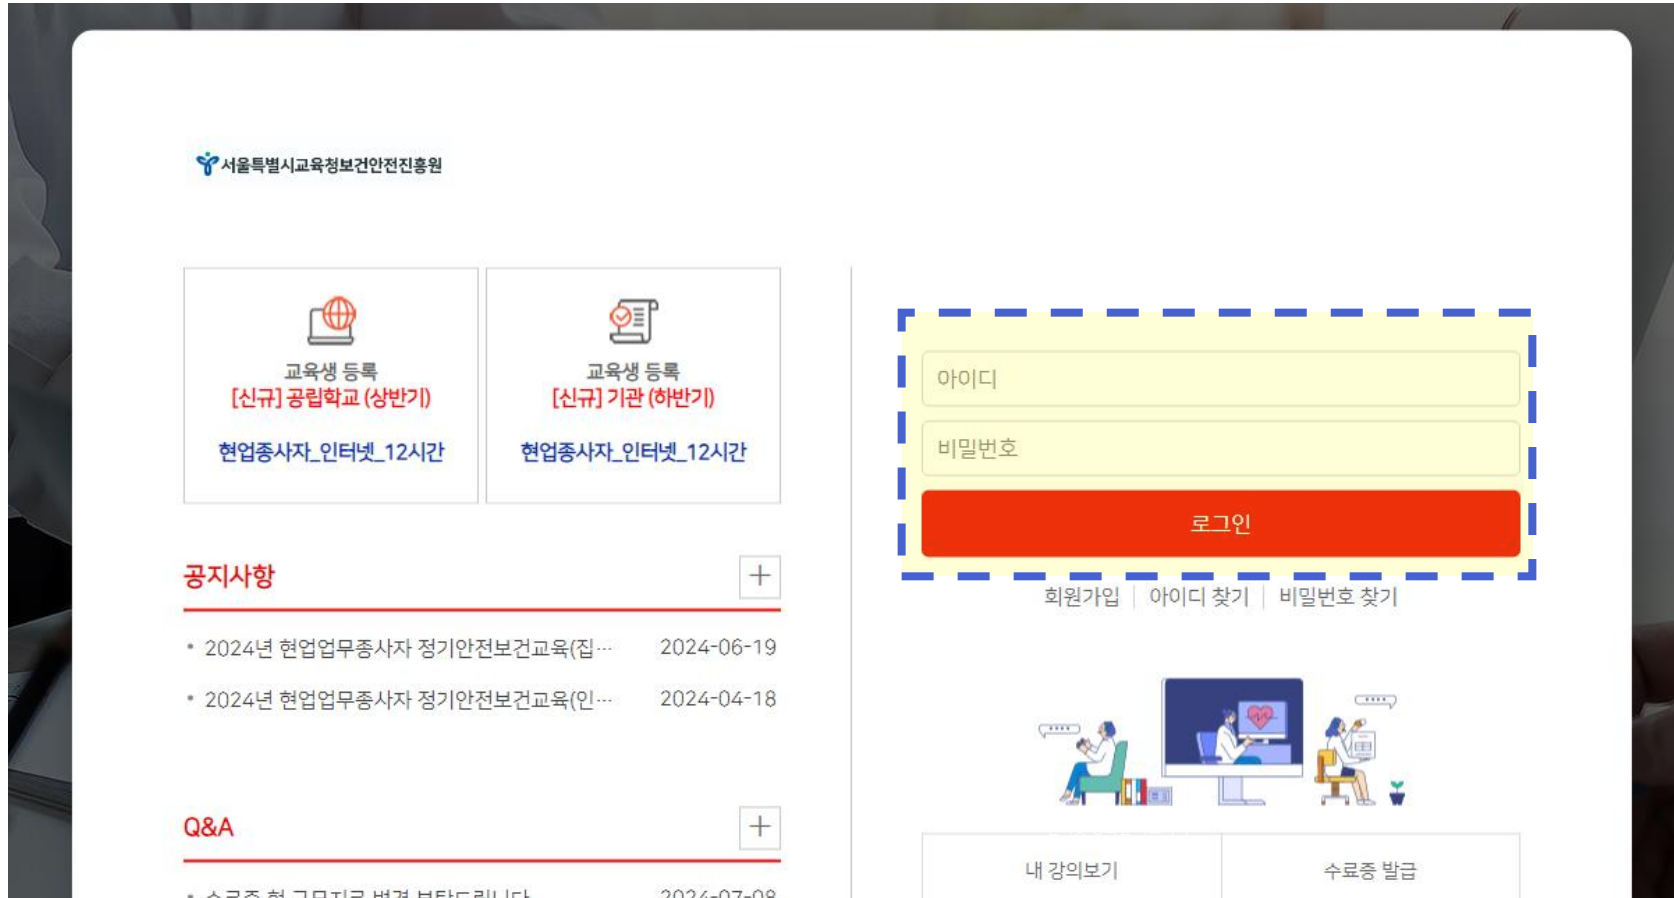 서울특별시교육청보건안전진흥원
교육생 등록
[신규] 공립학교 (상반기)
현업종사자_인터넷_12시간
교육생 등록
[신규] 기관 (하반기)
현업종사자_인터넷_12시간
공지사항
2024년 현업업무종사자 정기안전보건교육(집… 2024-06-19
2024년 현업업무종사자 정기안전보건교육(인… 2024-04-18
Q&A
아이디
비밀번호
로그인
회원가입 | 아이디 찾기 | 비밀번호 찾기
내 강의보기
수료증 발급